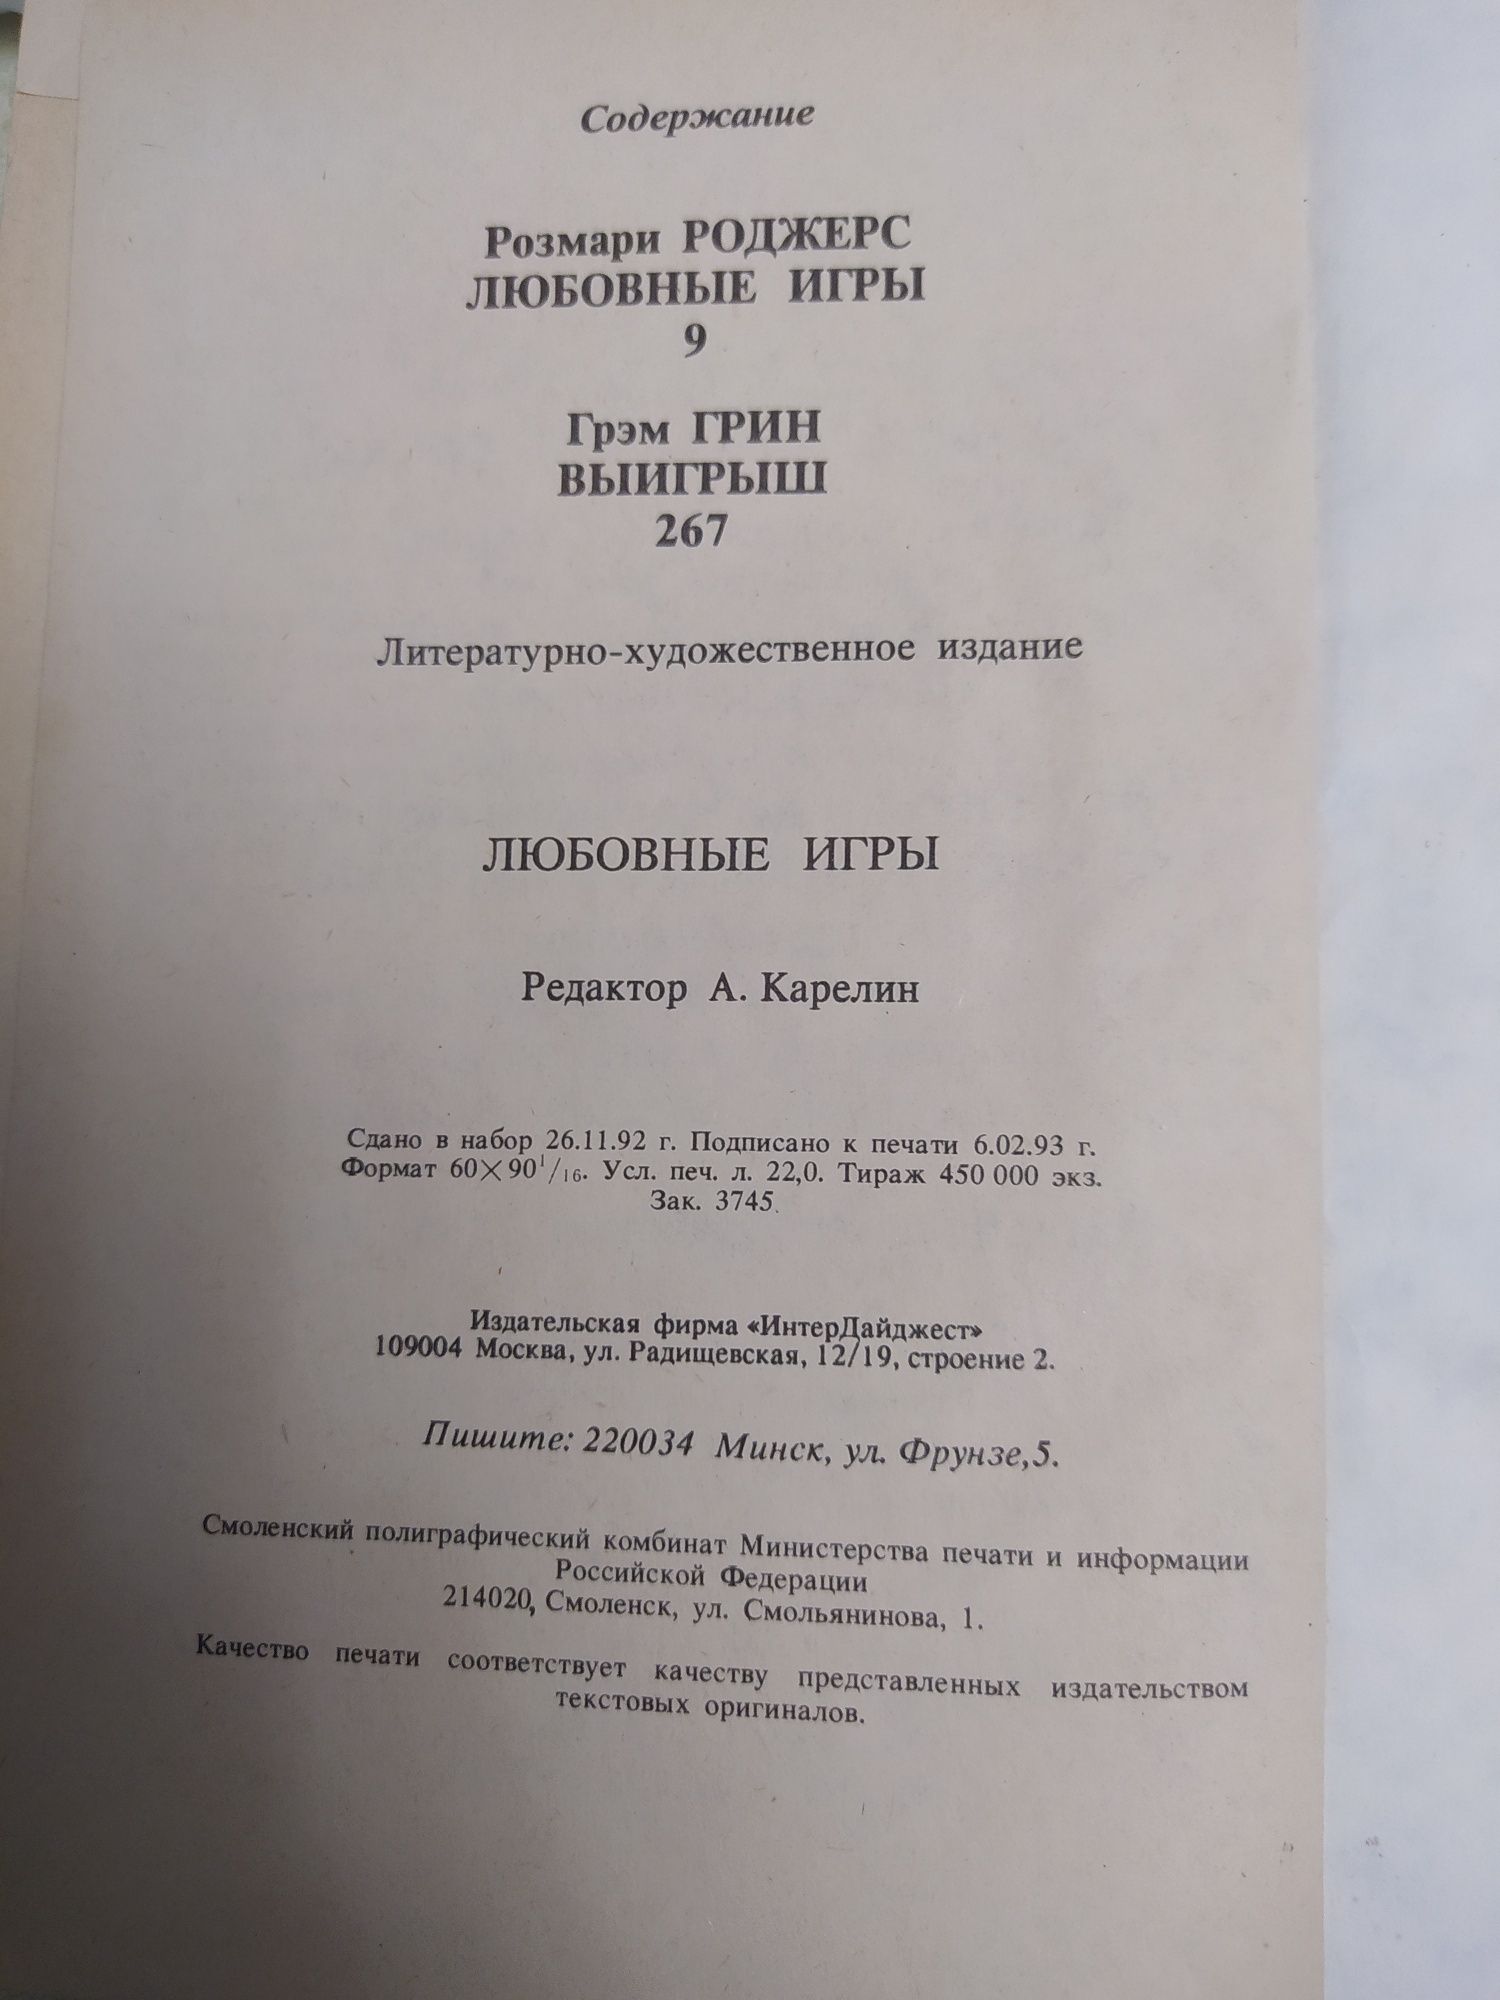 Содержание
Розмари РОДЖЕРС
ЛЮБОВНЫЕ ИГРЫ
9
Грэм ГРИН
ВЫИГРЫШ
267
Литературно-художественное издание
ЛЮБОВНЫЕ ИГРЫ
Редактор А. Карелин
Сдано в набор 26.11.92 г. Подписано к печати 6.02.93 г.
Формат 60×90¹/₁₆. Усл. печ. л. 22,0. Тираж 450 000 экз.
Зак. 3745.
Издательская фирма «ИнтерДайджест»
109004 Москва, ул. Радищевская, 12/19, строение 2.
Пишите: 220034 Минск, ул. Фрунзе,5.
Смоленский полиграфический комбинат Министерства печати и информации
Российской Федерации
214020, Смоленск, ул. Смольянинова, 1.
Качество печати соответствует качеству представленных издательством
текстовых оригиналов.